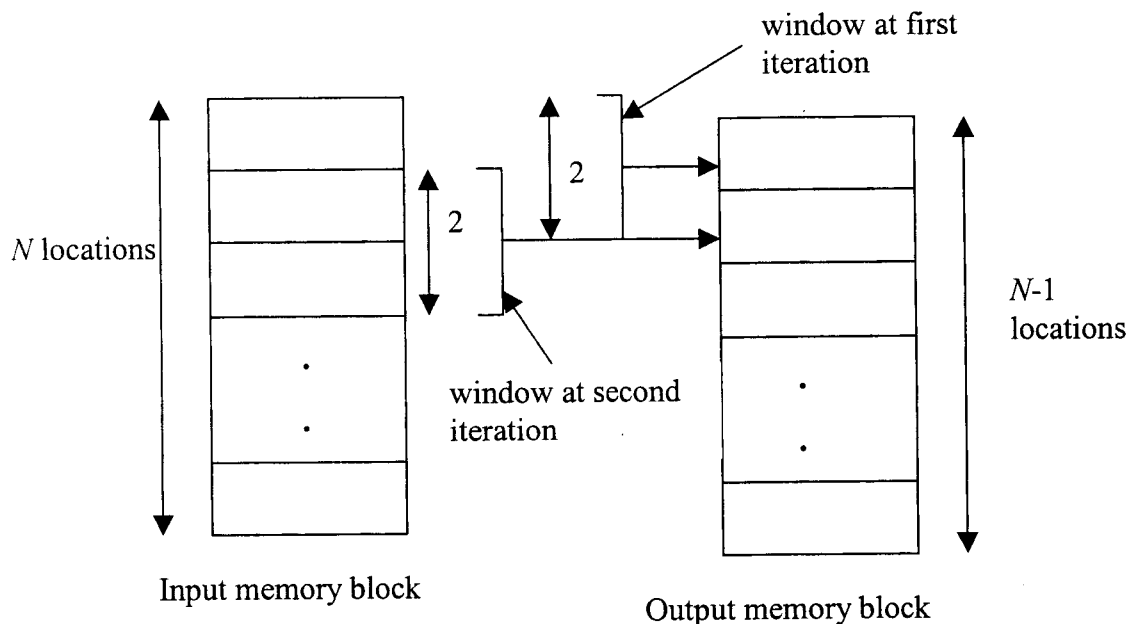 window at first
iteration
2
2
N locations
N-1
locations
window at second
iteration
Input memory block
Output memory block